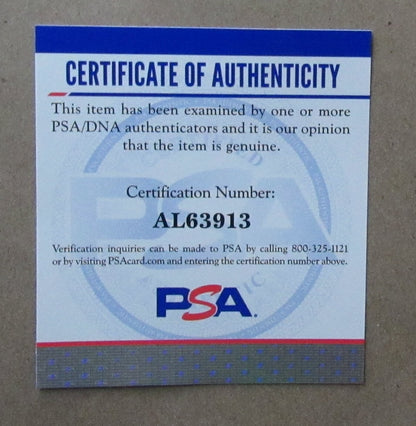 CERTIFICATE OF AUTHENTICITY
This item has been examined by one or more
PSA/DNA authenticators and it is our opinion
that the item is genuine.
Certification Number:
AL63913
Verification inquiries can be made to PSA by calling 800-325-1121
or by visiting PSAcard.com and entering the certification number above.
PSA.